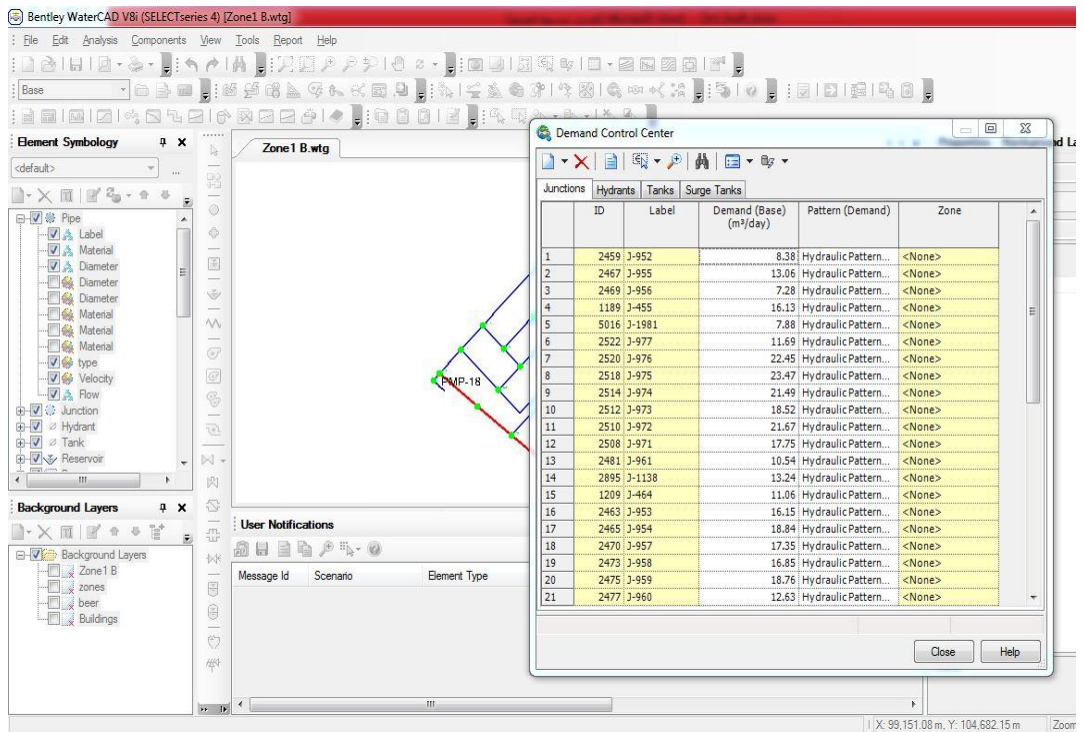 Bentley WaterCAD V8i (SELECTseries 4) [Zone1 B.wtg]
File Edit Analysis Components View Tools Report Help
Base
Element Symbology
<default>
Pipe
Label
Material
Diameter
Diameter
Diameter
Material
Material
Material
type
Velocity
Flow
Junction
Hydrant
Tank
Reservoir
Background Layers
Background Layers
Zone1 B
zones
beer
Buildings
Zone1 B.wtg
PMP-18
User Notifications
Message Id Scenario Element Type
Demand Control Center
Junctions Hydrants Tanks Surge Tanks
ID Label Demand (Base) (m³/day) Pattern (Demand) Zone
1 2459 J-952 8.38 Hydraulic Pattern... <None>
2 2467 J-955 13.06 Hydraulic Pattern... <None>
3 2469 J-956 7.28 Hydraulic Pattern... <None>
4 1189 J-455 16.13 Hydraulic Pattern... <None>
5 5016 J-1981 7.88 Hydraulic Pattern... <None>
6 2522 J-977 11.69 Hydraulic Pattern... <None>
7 2520 J-976 22.45 Hydraulic Pattern... <None>
8 2518 J-975 23.47 Hydraulic Pattern... <None>
9 2514 J-974 21.49 Hydraulic Pattern... <None>
10 2512 J-973 18.52 Hydraulic Pattern... <None>
11 2510 J-972 21.67 Hydraulic Pattern... <None>
12 2508 J-971 17.75 Hydraulic Pattern... <None>
13 2481 J-961 10.54 Hydraulic Pattern... <None>
14 2895 J-1138 13.24 Hydraulic Pattern... <None>
15 1209 J-464 11.06 Hydraulic Pattern... <None>
16 2463 J-953 16.15 Hydraulic Pattern... <None>
17 2465 J-954 18.84 Hydraulic Pattern... <None>
18 2470 J-957 17.35 Hydraulic Pattern... <None>
19 2473 J-958 16.85 Hydraulic Pattern... <None>
20 2475 J-959 18.76 Hydraulic Pattern... <None>
21 2477 J-960 12.63 Hydraulic Pattern... <None>
Close Help
X: 99,151.08 m, Y: 104,682.15 m Zoom